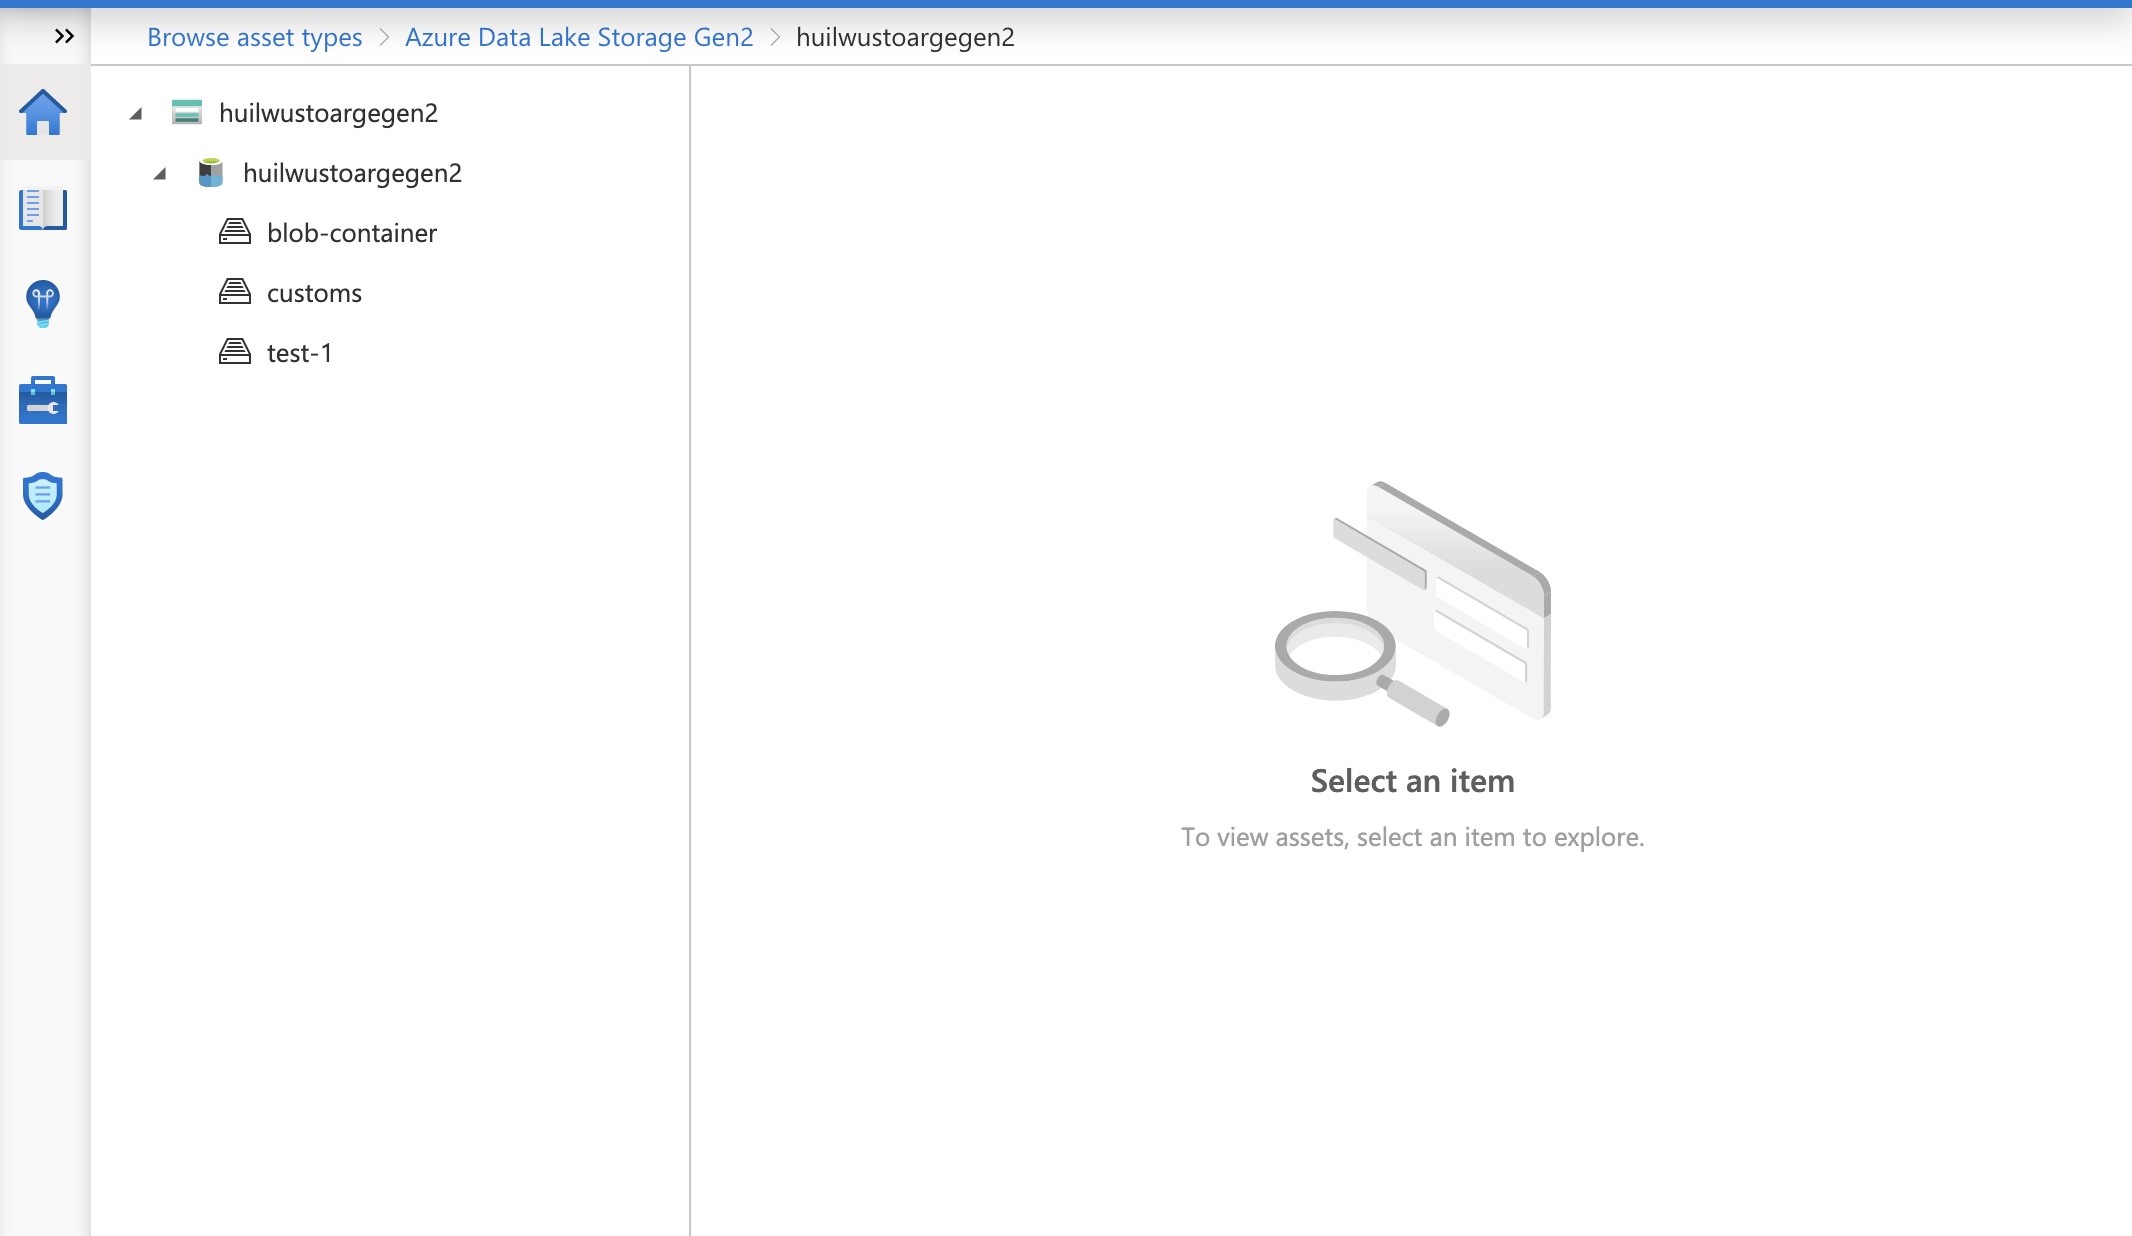 Browse asset types > Azure Data Lake Storage Gen2 > huilwustoargegen2
huilwustoargegen2
huilwustoargegen2
blob-container
customs
test-1
Select an item
To view assets, select an item to explore.